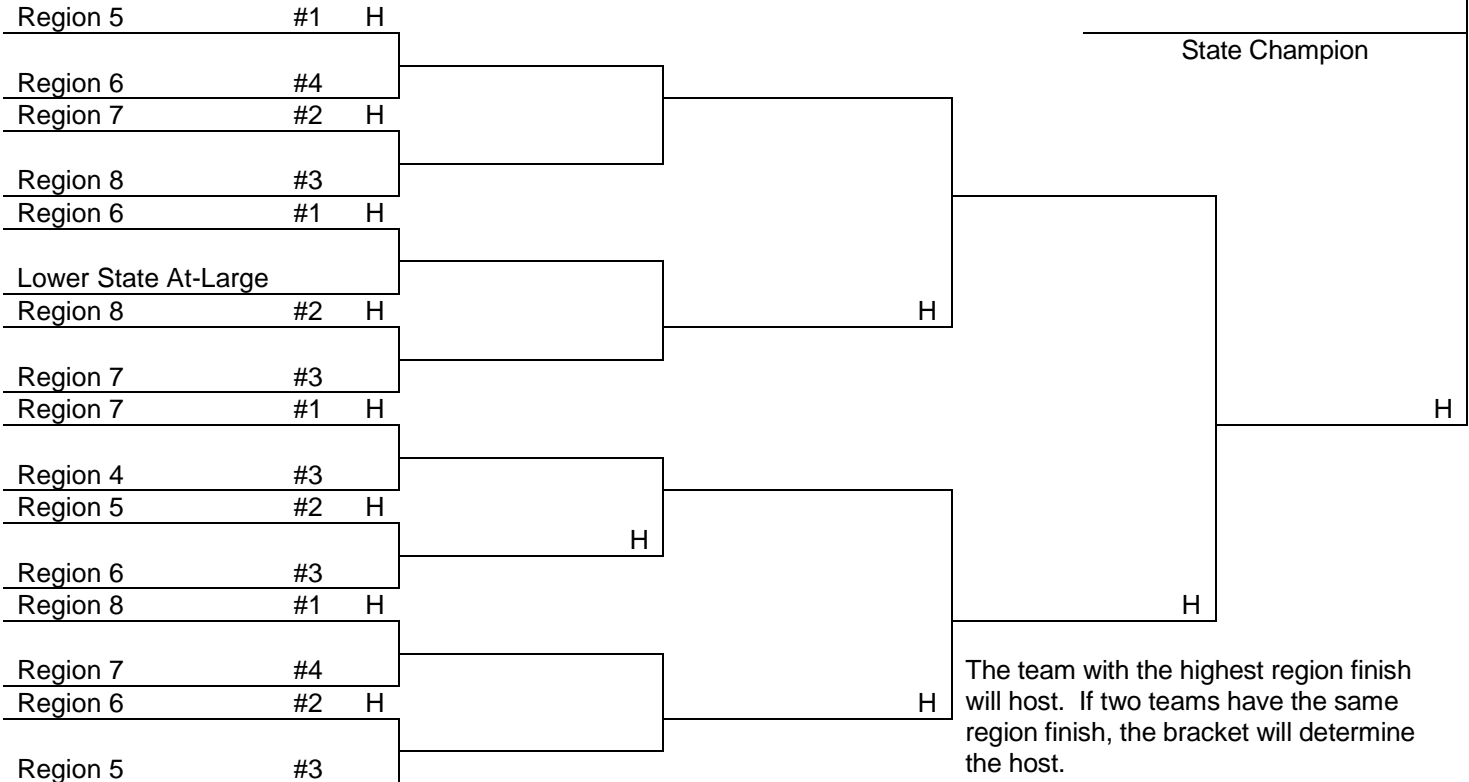 Region 5 #1 H
State Champion
Region 6 #4
Region 7 #2 H
Region 8 #3
Region 6 #1 H
Lower State At-Large
Region 8 #2 H
H
Region 7 #3
Region 7 #1 H
H
Region 4 #3
Region 5 #2 H
H
Region 6 #3
Region 8 #1 H
H
Region 7 #4
Region 6 #2 H
H
Region 5 #3
The team with the highest region finish
will host. If two teams have the same
region finish, the bracket will determine
the host.